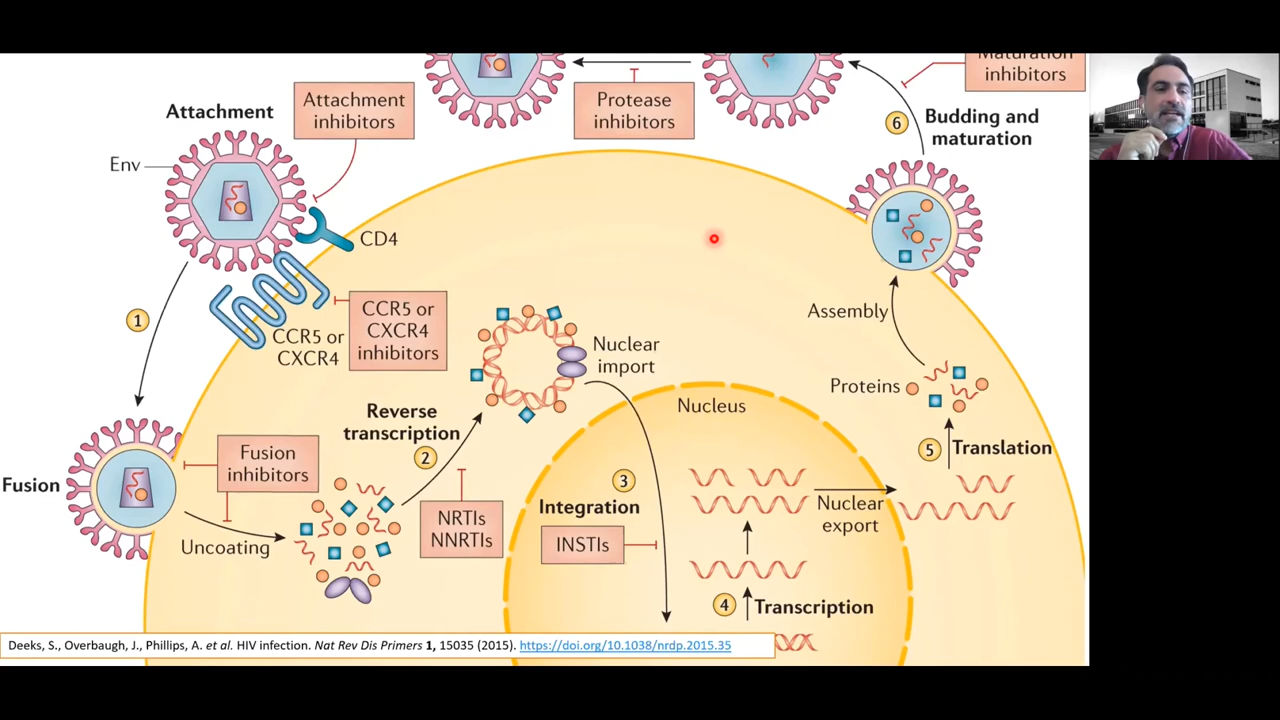 Attachment
Attachment
inhibitors
Env
CD4
Protease
inhibitors
Maturation
inhibitors
6
Budding and
maturation
1
CCR5 or
CXCR4
CCR5 or
CXCR4
inhibitors
Nuclear
import
Assembly
Reverse
transcription
2
Nucleus
Proteins
Fusion
Fusion
inhibitors
Uncoating
NRTIs
NNRTIs
3
Integration
INSTIs
5
Translation
Nuclear
export
4
Transcription
Deeks, S., Overbaugh, J., Phillips, A. et al. HIV infection. Nat Rev Dis Primers 1, 15035 (2015). https://doi.org/10.1038/nrdp.2015.35